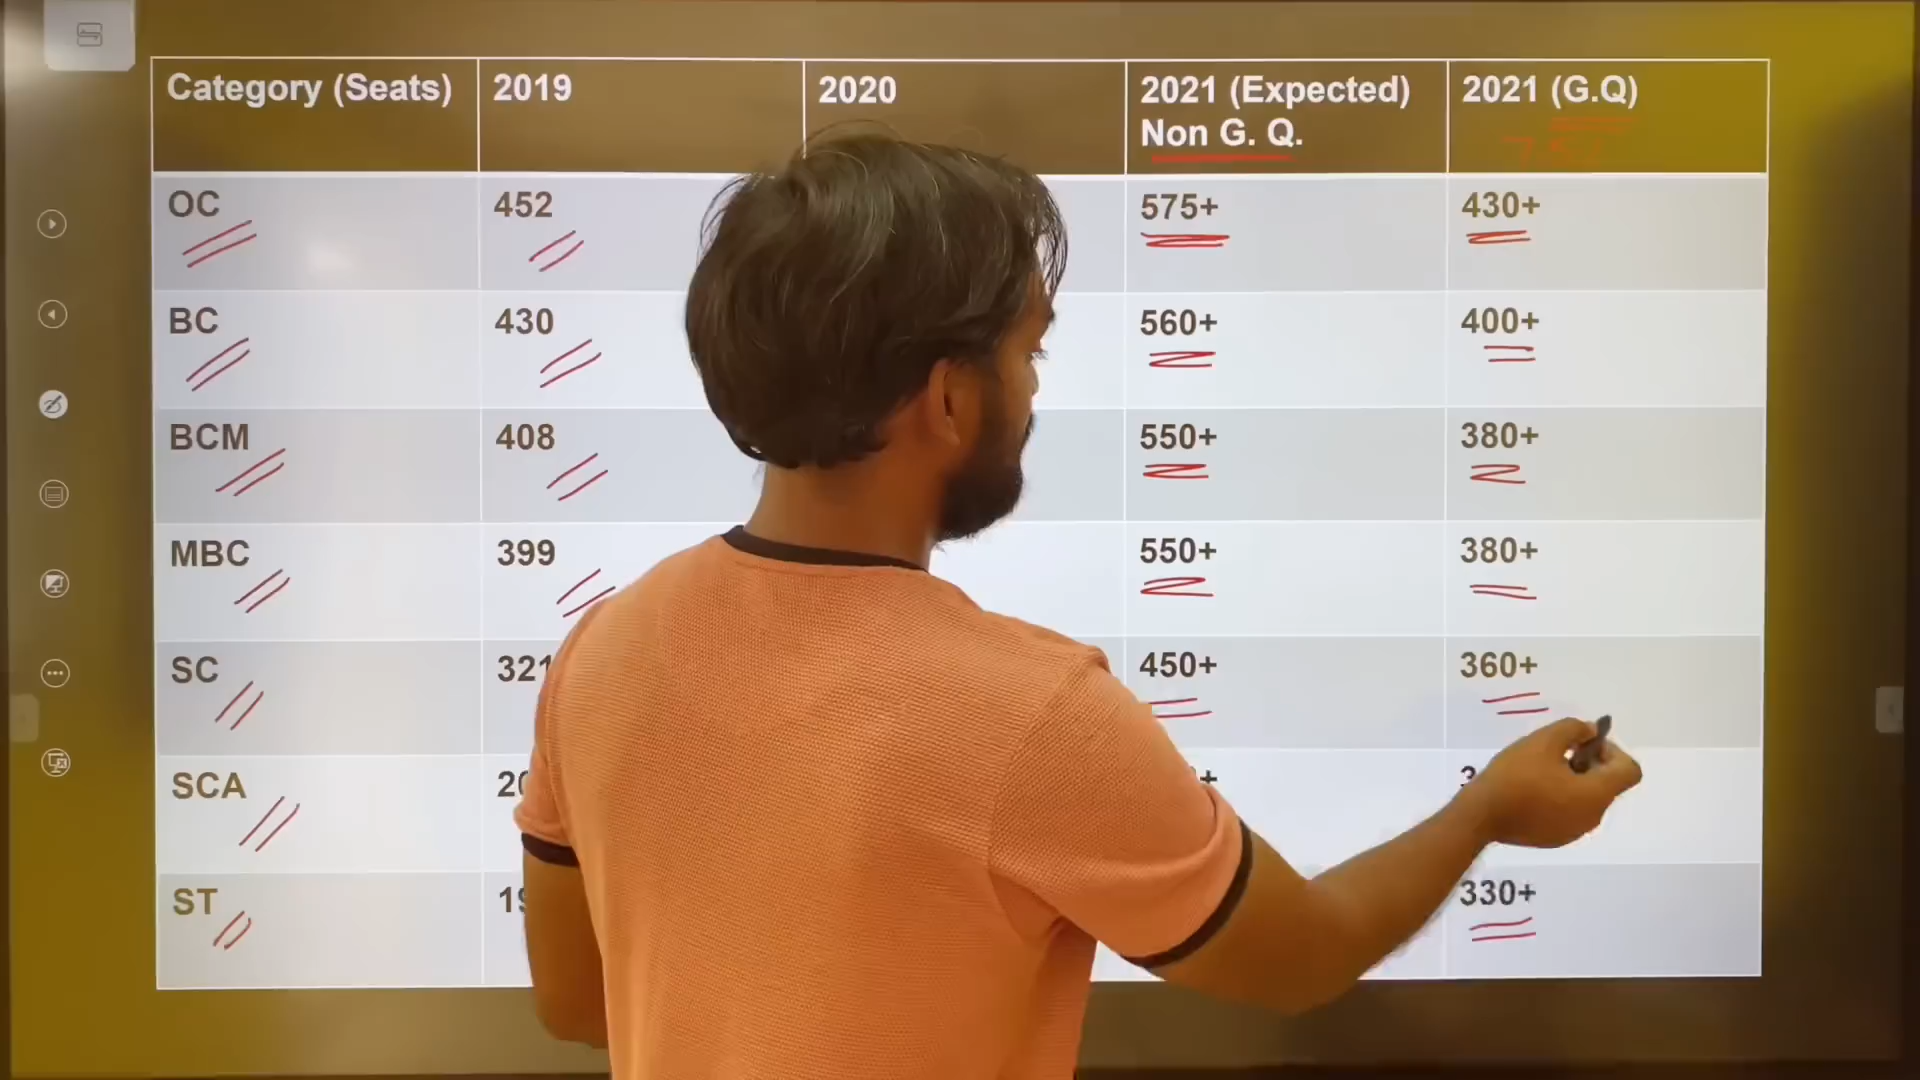 Category (Seats) 2019 2020 2021 (Expected) 2021 (G.Q)
Non G. Q.
OC 452 575+ 430+
BC 430 560+ 400+
BCM 408 550+ 380+
MBC 399 550+ 380+
SC 321 450+ 360+
SCA
ST 330+